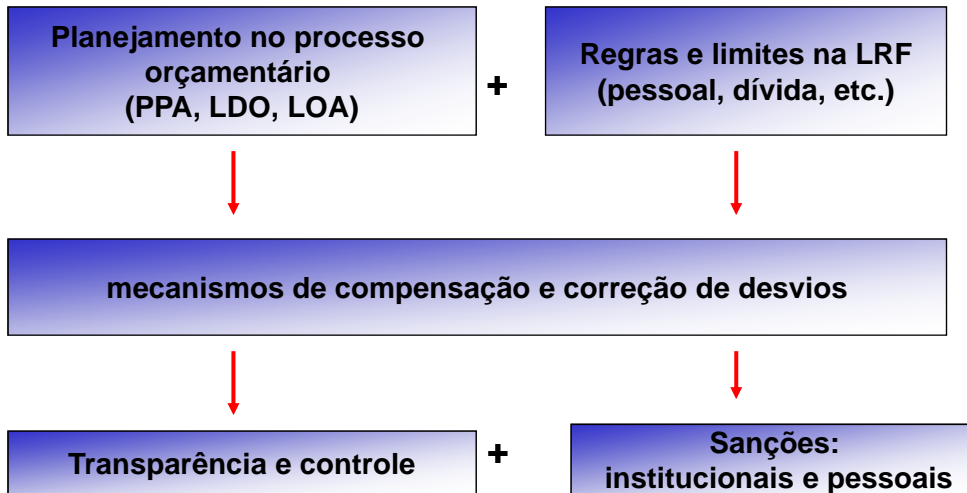 Planejamento no processo
orçamentário
(PPA, LDO, LOA)
+
Regras e limites na LRF
(pessoal, dívida, etc.)
mecanismos de compensação e correção de desvios
Transparência e controle
+
Sanções:
institucionais e pessoais